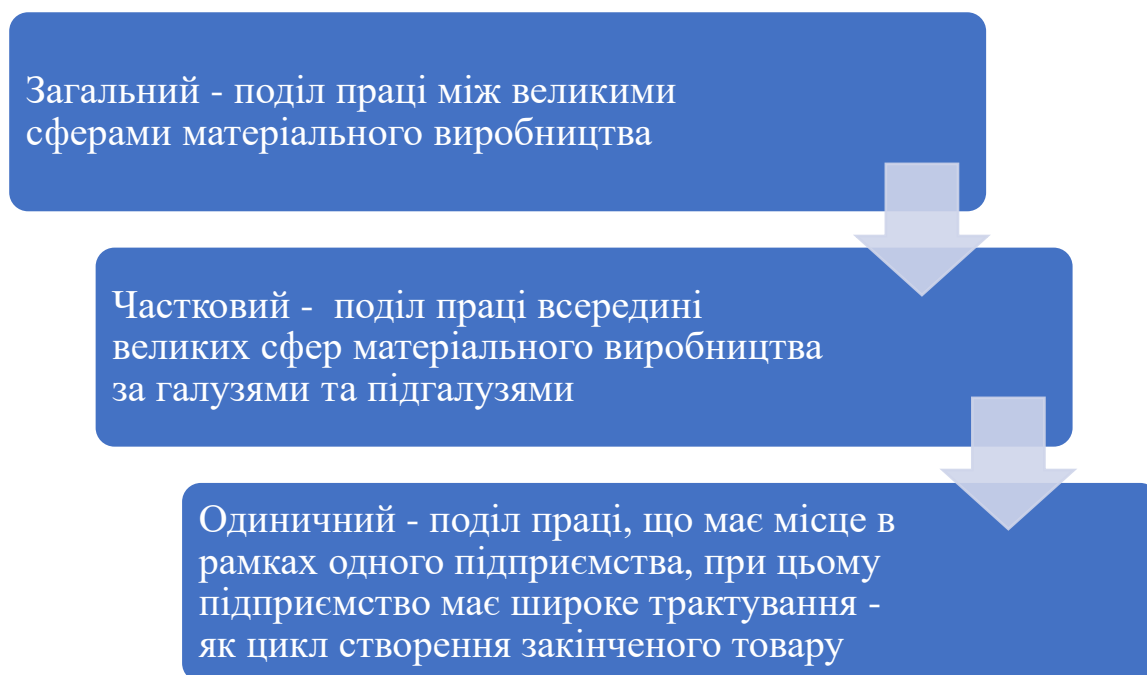 Загальний - поділ праці між великими
сферами матеріального виробництва
Частковий -  поділ праці всередині
великих сфер матеріального виробництва
за галузями та підгалузями
Одиничний - поділ праці, що має місце в
рамках одного підприємства, при цьому
підприємство має широке трактування -
як цикл створення закінченого товару